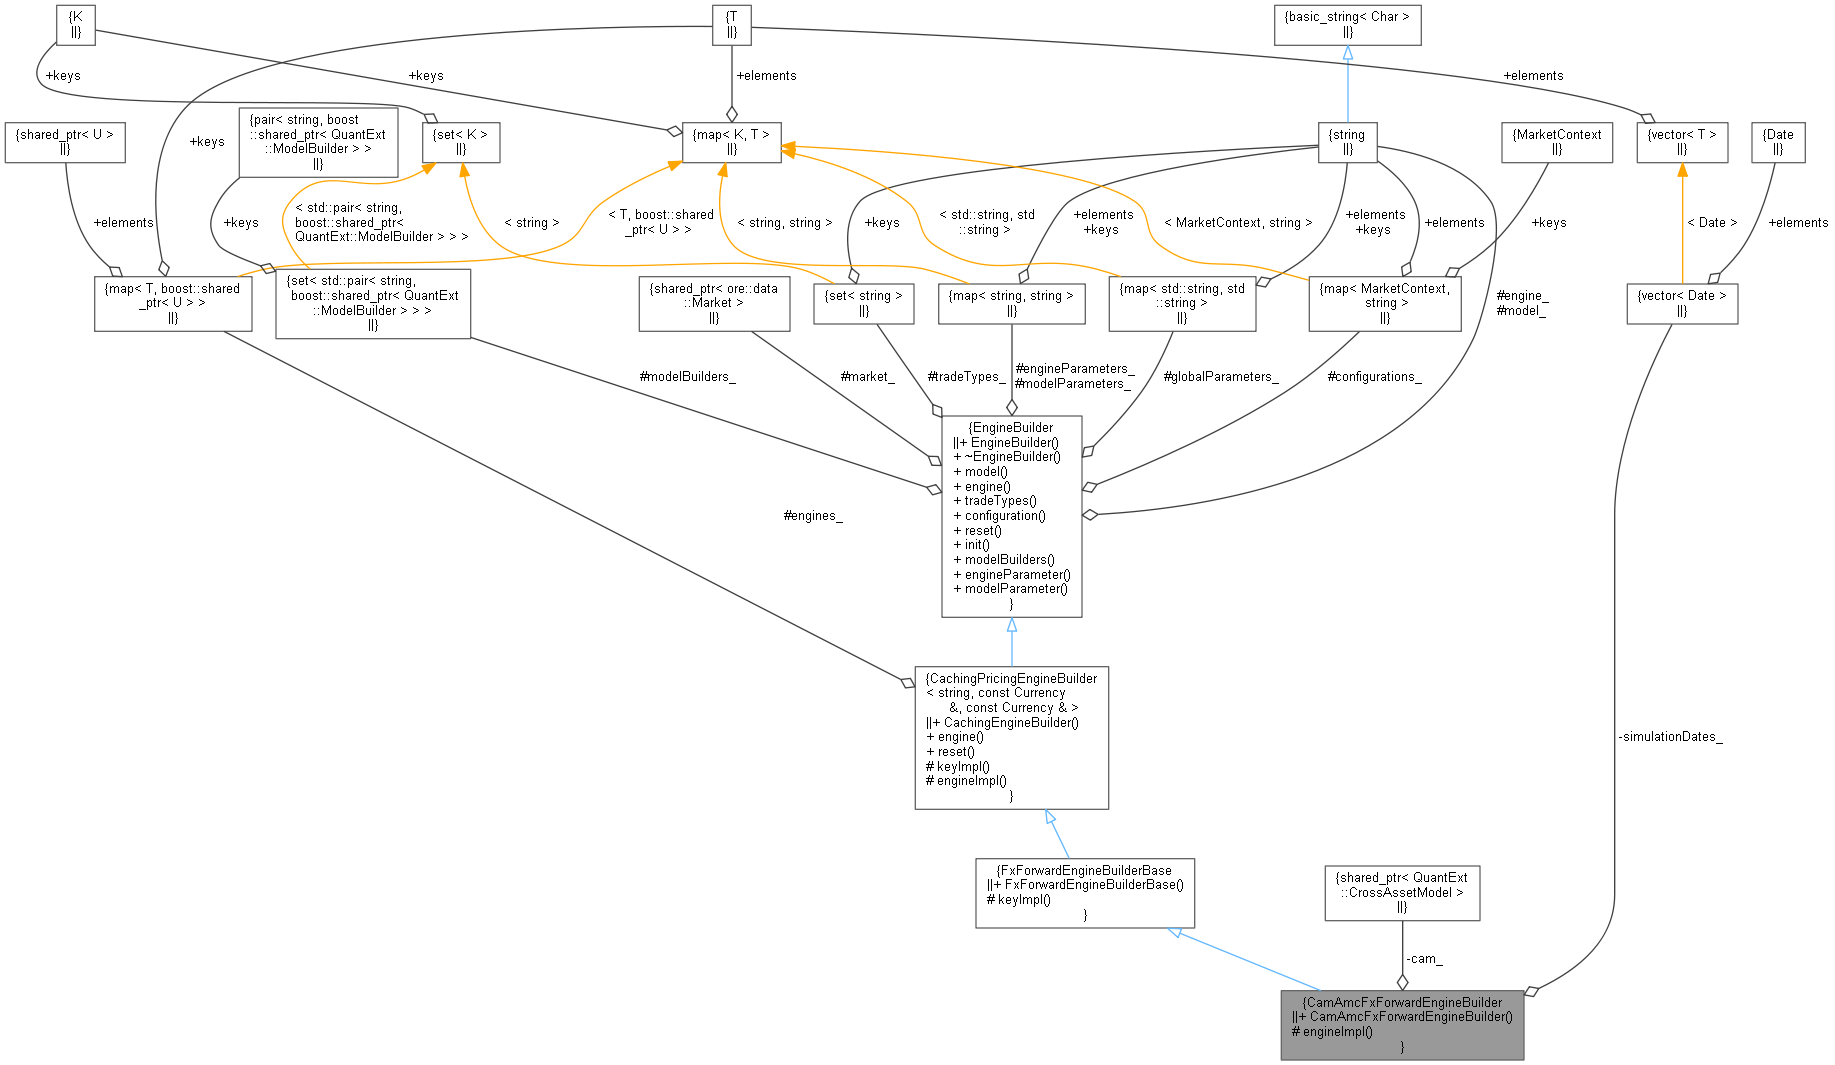 {K
||}
{T
||}
{basic_string< Char >
||}
+keys
+keys
+elements
+elements
{shared_ptr< U >
||}
{pair< string, boost
::shared_ptr< QuantExt
::ModelBuilder > >
||}
{set< K >
||}
{map< K, T >
||}
{string
||}
{MarketContext
||}
{vector< T >
||}
{Date
||}
+keys
+elements
+keys
< std::pair< string,
boost::shared_ptr<
QuantExt::ModelBuilder > > >
< string >
< T, boost::shared
_ptr< U > >
< string, string >
+keys
< std::string, std
::string >
+elements
+keys
< MarketContext, string >
+elements
+keys
+elements
+keys
< Date >
+elements
{map< T, boost::shared
_ptr< U > >
||}
{set< std::pair< string,
boost::shared_ptr< QuantExt
::ModelBuilder > > >
||}
{shared_ptr< ore::data
::Market >
||}
{set< string >
||}
{map< string, string >
||}
{map< std::string, std
::string >
||}
{map< MarketContext,
string >
||}
#engine_
#model_
{vector< Date >
||}
#modelBuilders_
#market_
#tradeTypes_
#engineParameters_
#modelParameters_
#globalParameters_
#configurations_
{EngineBuilder
||+ EngineBuilder()
+ ~EngineBuilder()
+ model()
+ engine()
+ tradeTypes()
+ configuration()
+ reset()
+ init()
+ modelBuilders()
+ engineParameter()
+ modelParameter()
}
#engines_
{CachingPricingEngineBuilder
< string, const Currency
&, const Currency & >
||+ CachingEngineBuilder()
+ engine()
+ reset()
# keyImpl()
# engineImpl()
}
-simulationDates_
{FxForwardEngineBuilderBase
||+ FxForwardEngineBuilderBase()
# keyImpl()
}
{shared_ptr< QuantExt
::CrossAssetModel >
||}
-cam_
{CamAmcFxForwardEngineBuilder
||+ CamAmcFxForwardEngineBuilder()
# engineImpl()
}